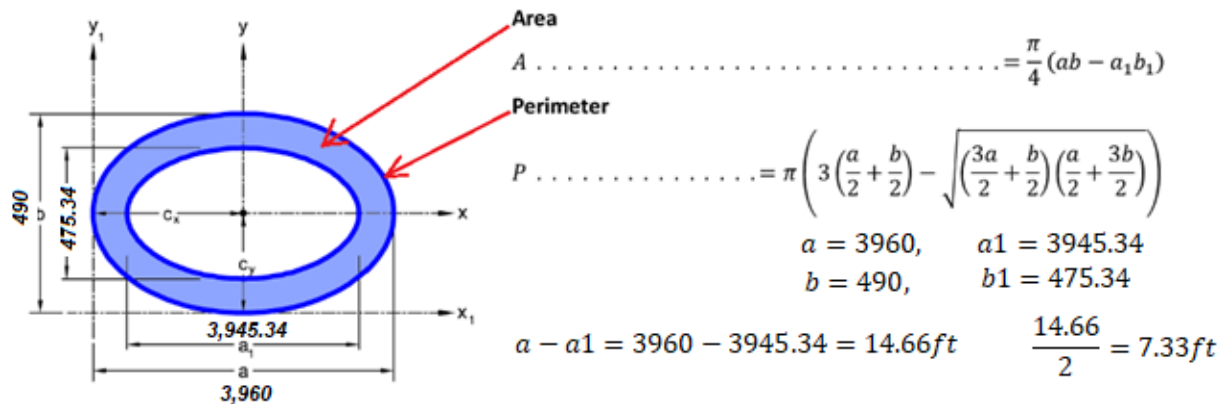 y₁
y
490
b
475.34
cₓ
x
c_y
x₁
3,945.34
a₁
a
3,960
Area
A . . . . . . . . . . . . . . . . . . . . . . . . . . . . . . . = π/4 (ab − a₁b₁)
Perimeter
P . . . . . . . . . . . . . . . = π(3(a/2 + b/2) − √((3a/2 + b/2)(a/2 + 3b/2)))
a = 3960, a1 = 3945.34
b = 490, b1 = 475.34
a − a1 = 3960 − 3945.34 = 14.66ft 14.66/2 = 7.33ft